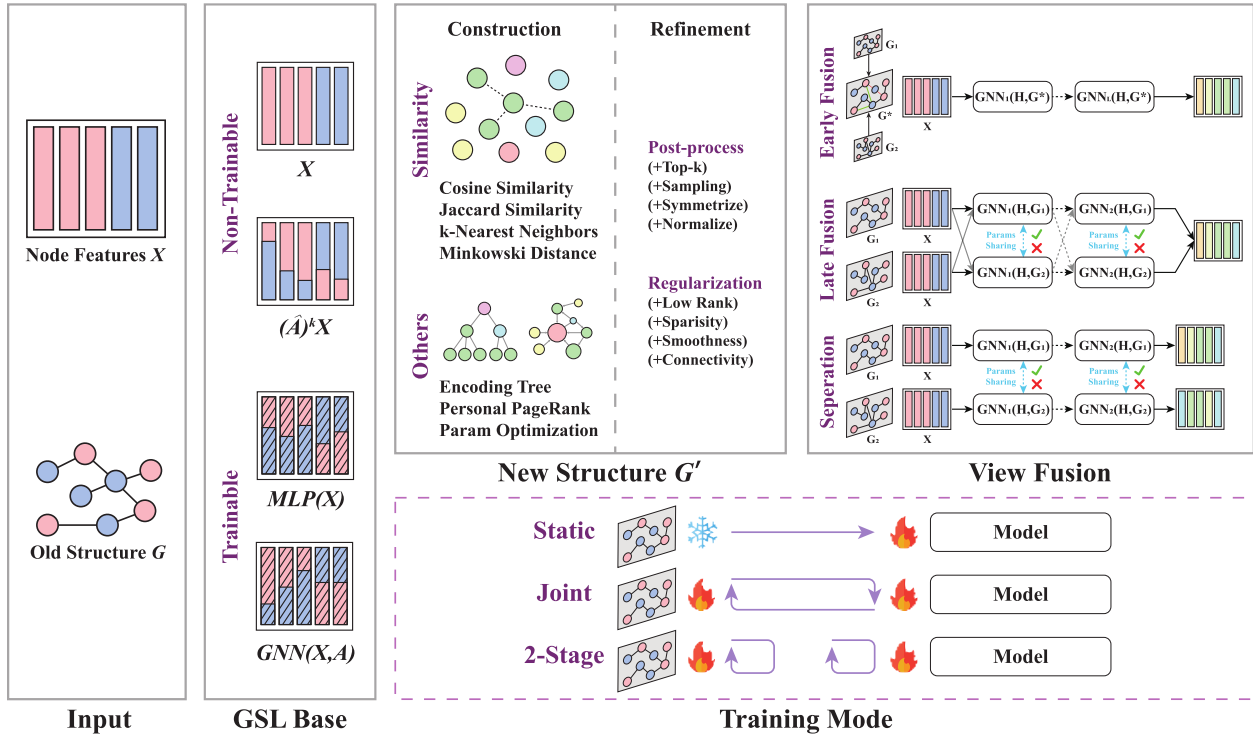 Node Features X
Old Structure G
Input
Non-Trainable
X
(Â)ᵏX
Trainable
MLP(X)
GNN(X,A)
GSL Base
Construction
Similarity
Cosine Similarity
Jaccard Similarity
k-Nearest Neighbors
Minkowski Distance
Others
Encoding Tree
Personal PageRank
Param Optimization
Refinement
Post-process
(+Top-k)
(+Sampling)
(+Symmetrize)
(+Normalize)
Regularization
(+Low Rank)
(+Sparisity)
(+Smoothness)
(+Connectivity)
New Structure G′
Early Fusion
G₁
G*
G₂
X
GNN₁(H,G*)
GNN_L(H,G*)
Late Fusion
G₁
X
GNN₁(H,G₁)
GNN₂(H,G₁)
Params
Sharing
Params
Sharing
G₂
X
GNN₁(H,G₂)
GNN₂(H,G₂)
Seperation
G₁
X
GNN₁(H,G₁)
GNN₂(H,G₁)
Params
Sharing
Params
Sharing
G₂
X
GNN₁(H,G₂)
GNN₂(H,G₂)
View Fusion
Static
Model
Joint
Model
2-Stage
Model
Training Mode